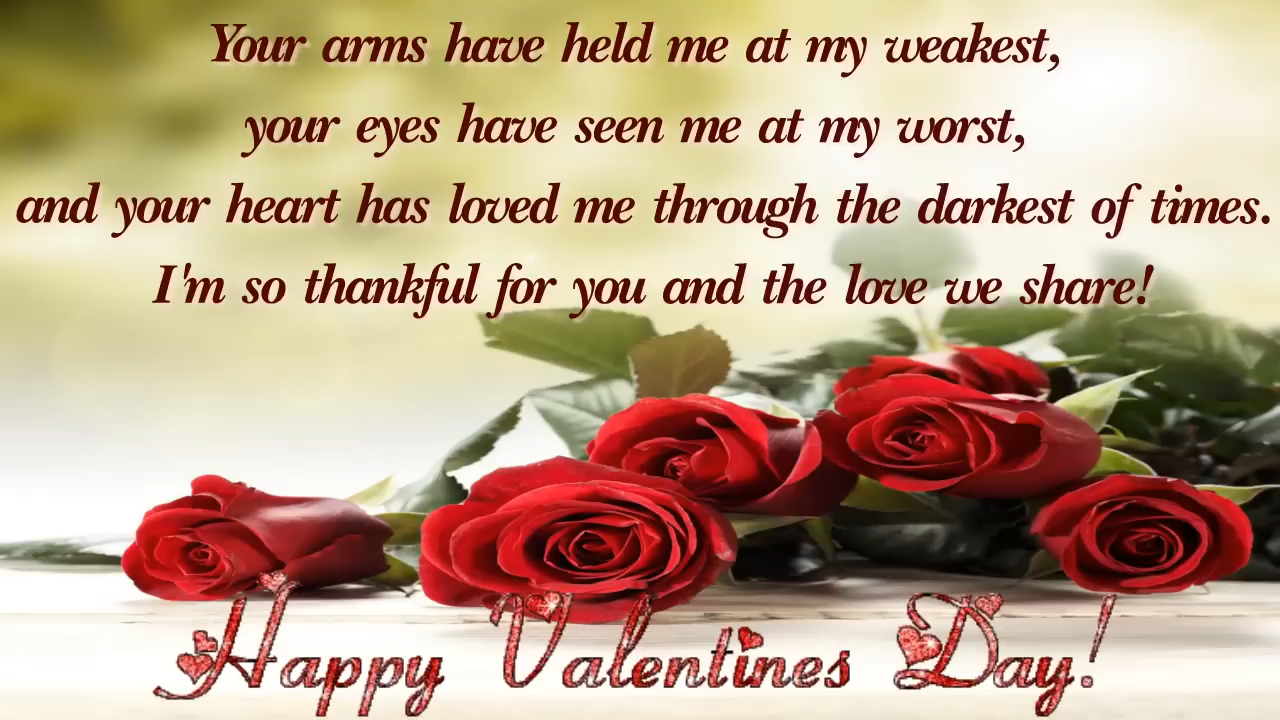 Your arms have held me at my weakest,
your eyes have seen me at my worst,
and your heart has loved me through the darkest of times.
I'm so thankful for you and the love we share!
Happy Valentines Day!